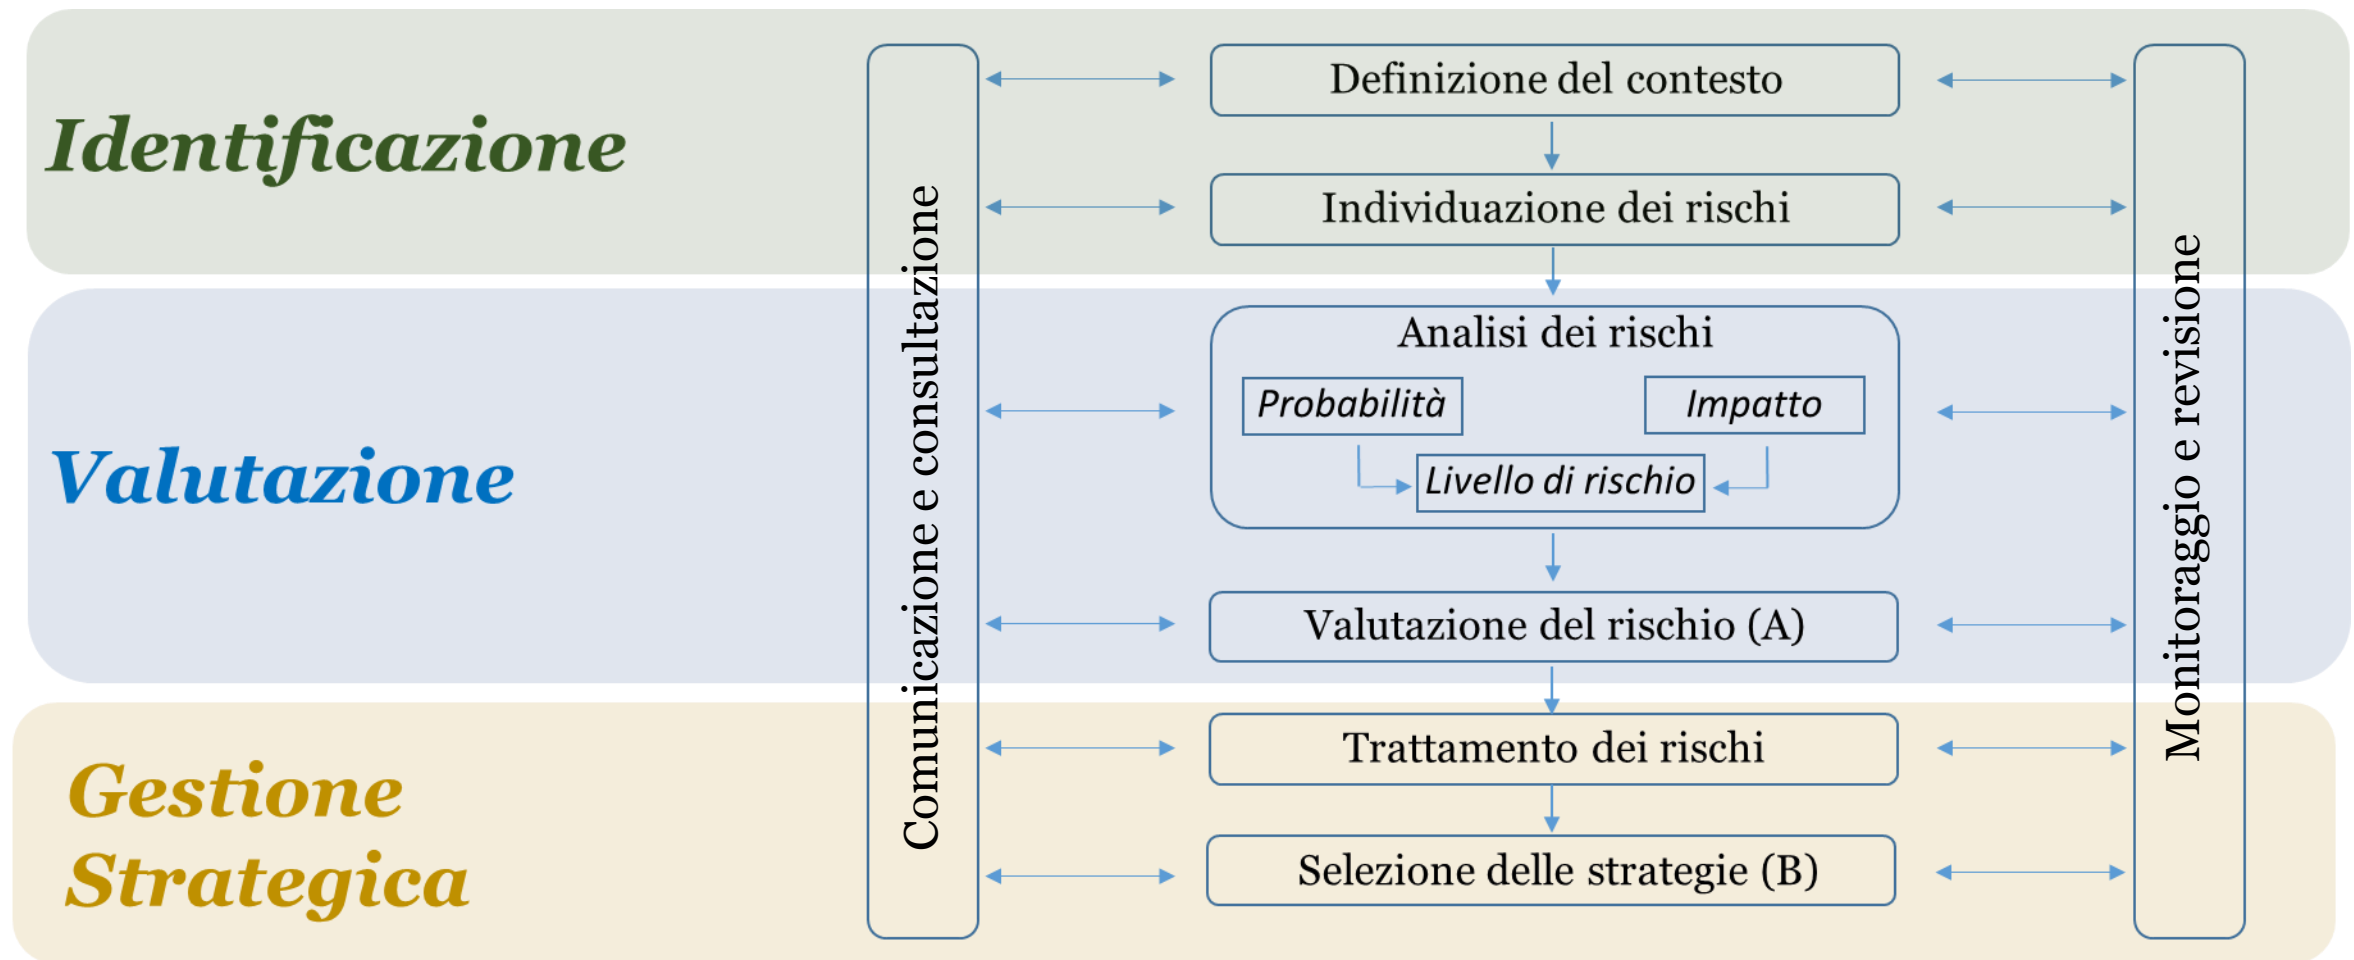 Identificazione
Valutazione
Gestione
Strategica
Comunicazione e consultazione
Definizione del contesto
Individuazione dei rischi
Analisi dei rischi
Probabilità
Impatto
Livello di rischio
Valutazione del rischio (A)
Trattamento dei rischi
Selezione delle strategie (B)
Monitoraggio e revisione